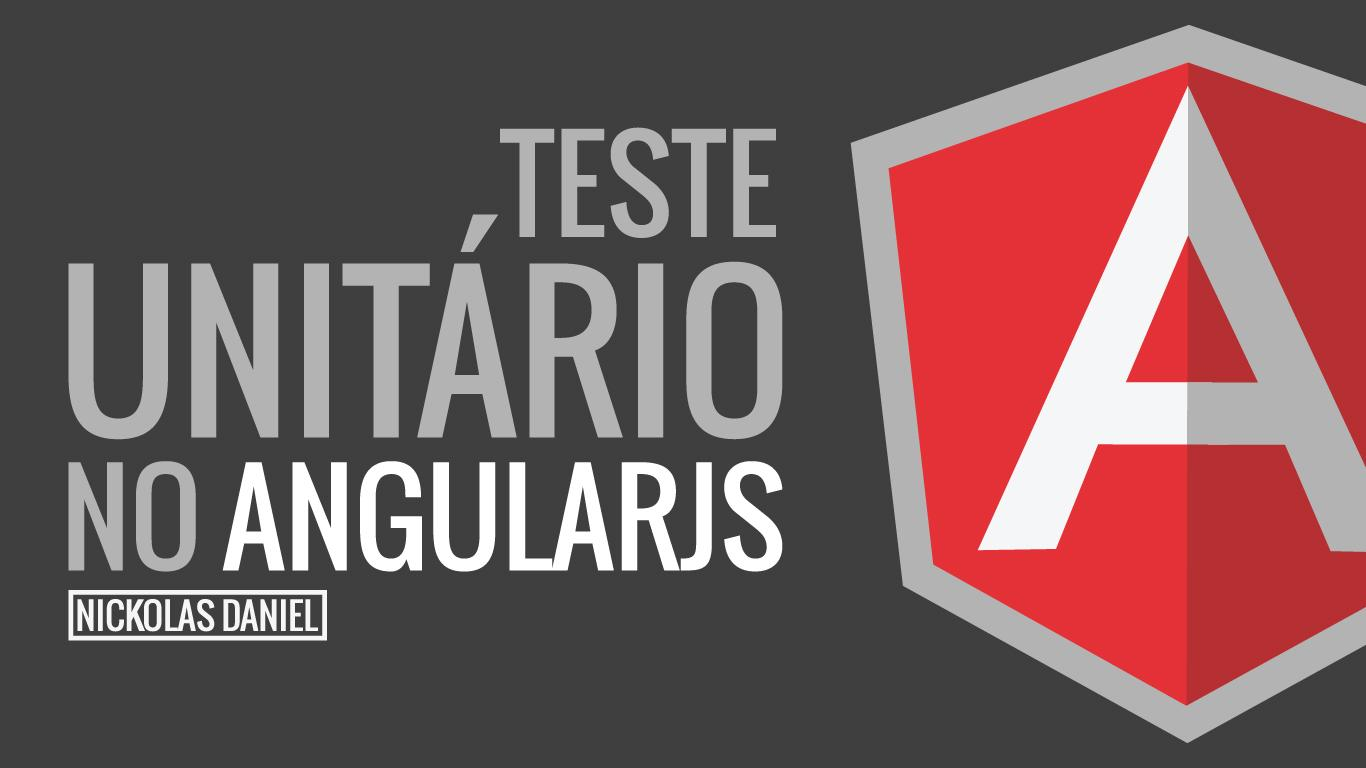 TESTE
UNITÁRIO
NO ANGULARJS
NICKOLAS DANIEL
A